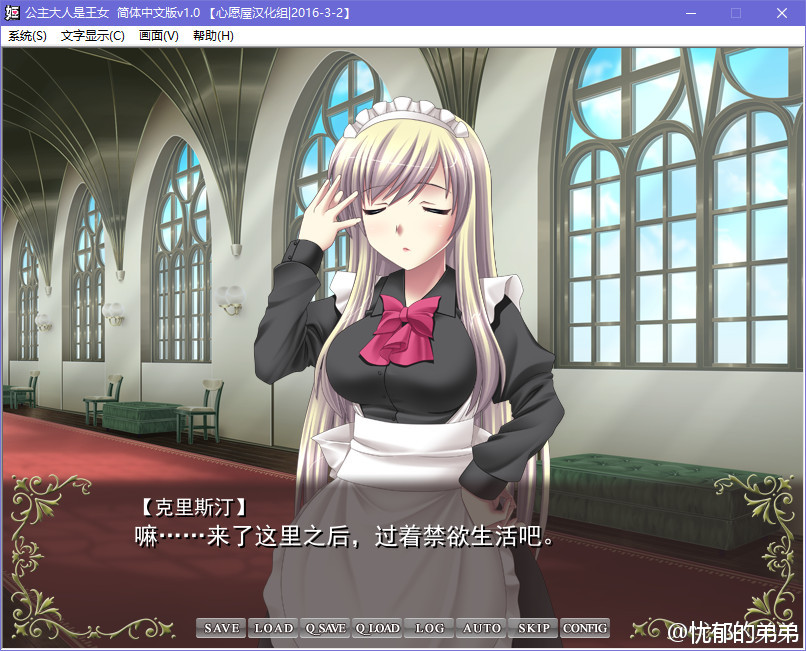 公主大人是王女 简体中文版v1.0 【心愿屋汉化组|2016-3-2】
系统(S) 文字显示(C) 画面(V) 帮助(H)
【克里斯汀】
嘛……来了这里之后，过着禁欲生活吧。
SAVE LOAD Q_SAVE Q_LOAD LOG AUTO SKIP CONFIG
@忧郁的弟弟